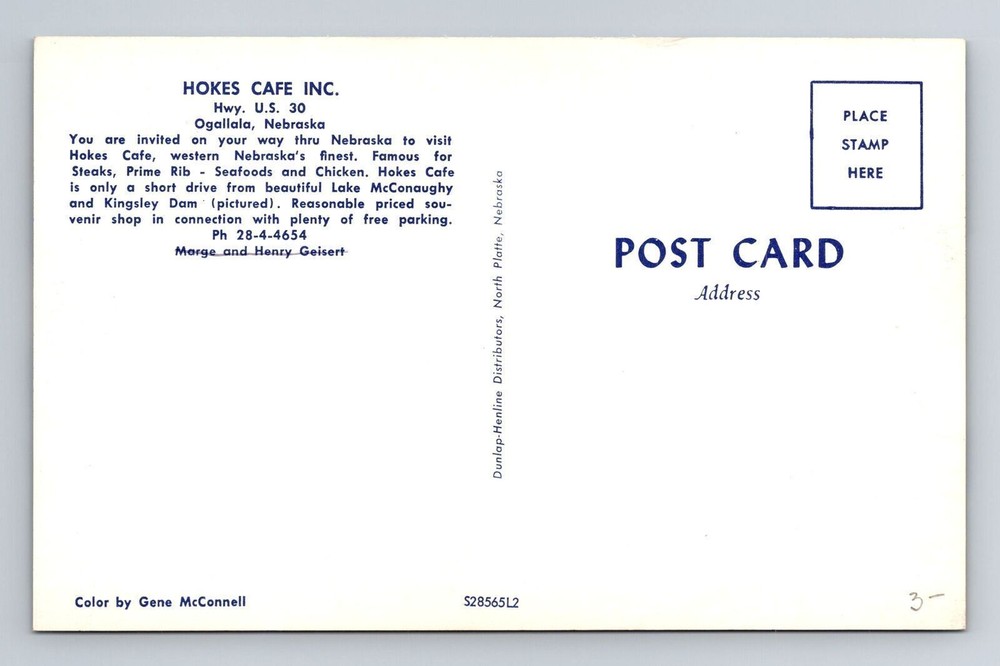 HOKES CAFE INC.
Hwy. U.S. 30
Ogallala, Nebraska
You are invited on your way thru Nebraska to visit
Hokes Cafe, western Nebraska's finest. Famous for
Steaks, Prime Rib - Seafoods and Chicken. Hokes Cafe
is only a short drive from beautiful Lake McConaughy
and Kingsley Dam (pictured). Reasonable priced sou-
venir shop in connection with plenty of free parking.
Ph 28-4-4654
Marge and Henry Geisert
Color by Gene McConnell
Dunlap-Henline Distributors, North Platte, Nebraska
S28565L2
PLACE
STAMP
HERE
POST CARD
Address
3-